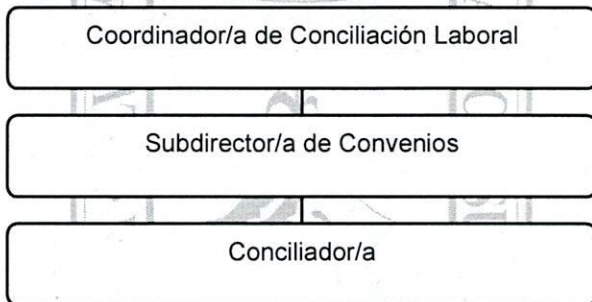 Coordinador/a de Conciliación Laboral
Subdirector/a de Convenios
Conciliador/a